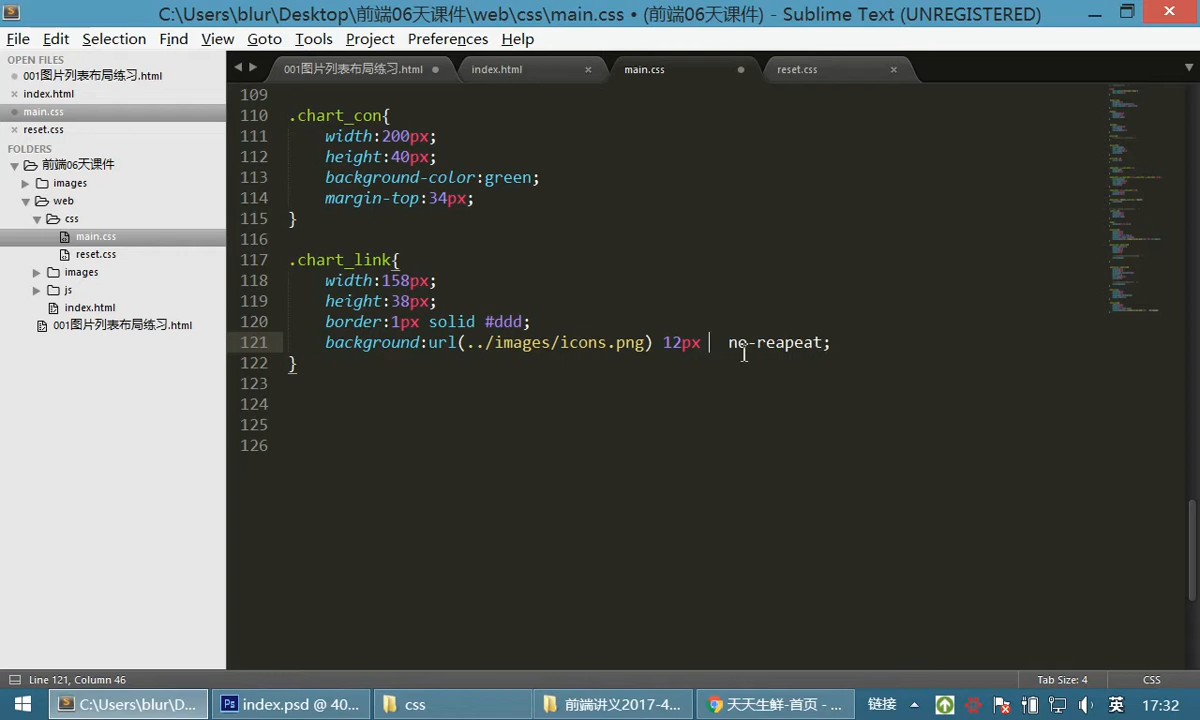 C:\Users\blur\Desktop\前端06天课件\web\css\main.css • (前端06天课件) - Sublime Text (UNREGISTERED)
File Edit Selection Find View Goto Tools Project Preferences Help
OPEN FILES
001图片列表布局练习.html
index.html
main.css
reset.css
FOLDERS
前端06天课件
images
web
css
main.css
reset.css
images
js
index.html
001图片列表布局练习.html
001图片列表布局练习.html index.html main.css reset.css
109
110 .chart_con{
111 width:200px;
112 height:40px;
113 background-color:green;
114 margin-top:34px;
115 }
116
117 .chart_link{
118 width:158px;
119 height:38px;
120 border:1px solid #ddd;
121 background:url(../images/icons.png) 12px no-reapeat;
122 }
123
124
125
126
Line 121, Column 46 Tab Size: 4 CSS
C:\Users\blur\D... index.psd @ 40... css 前端讲义2017-4... 天天生鲜-首页 - ... 链接 英 17:32